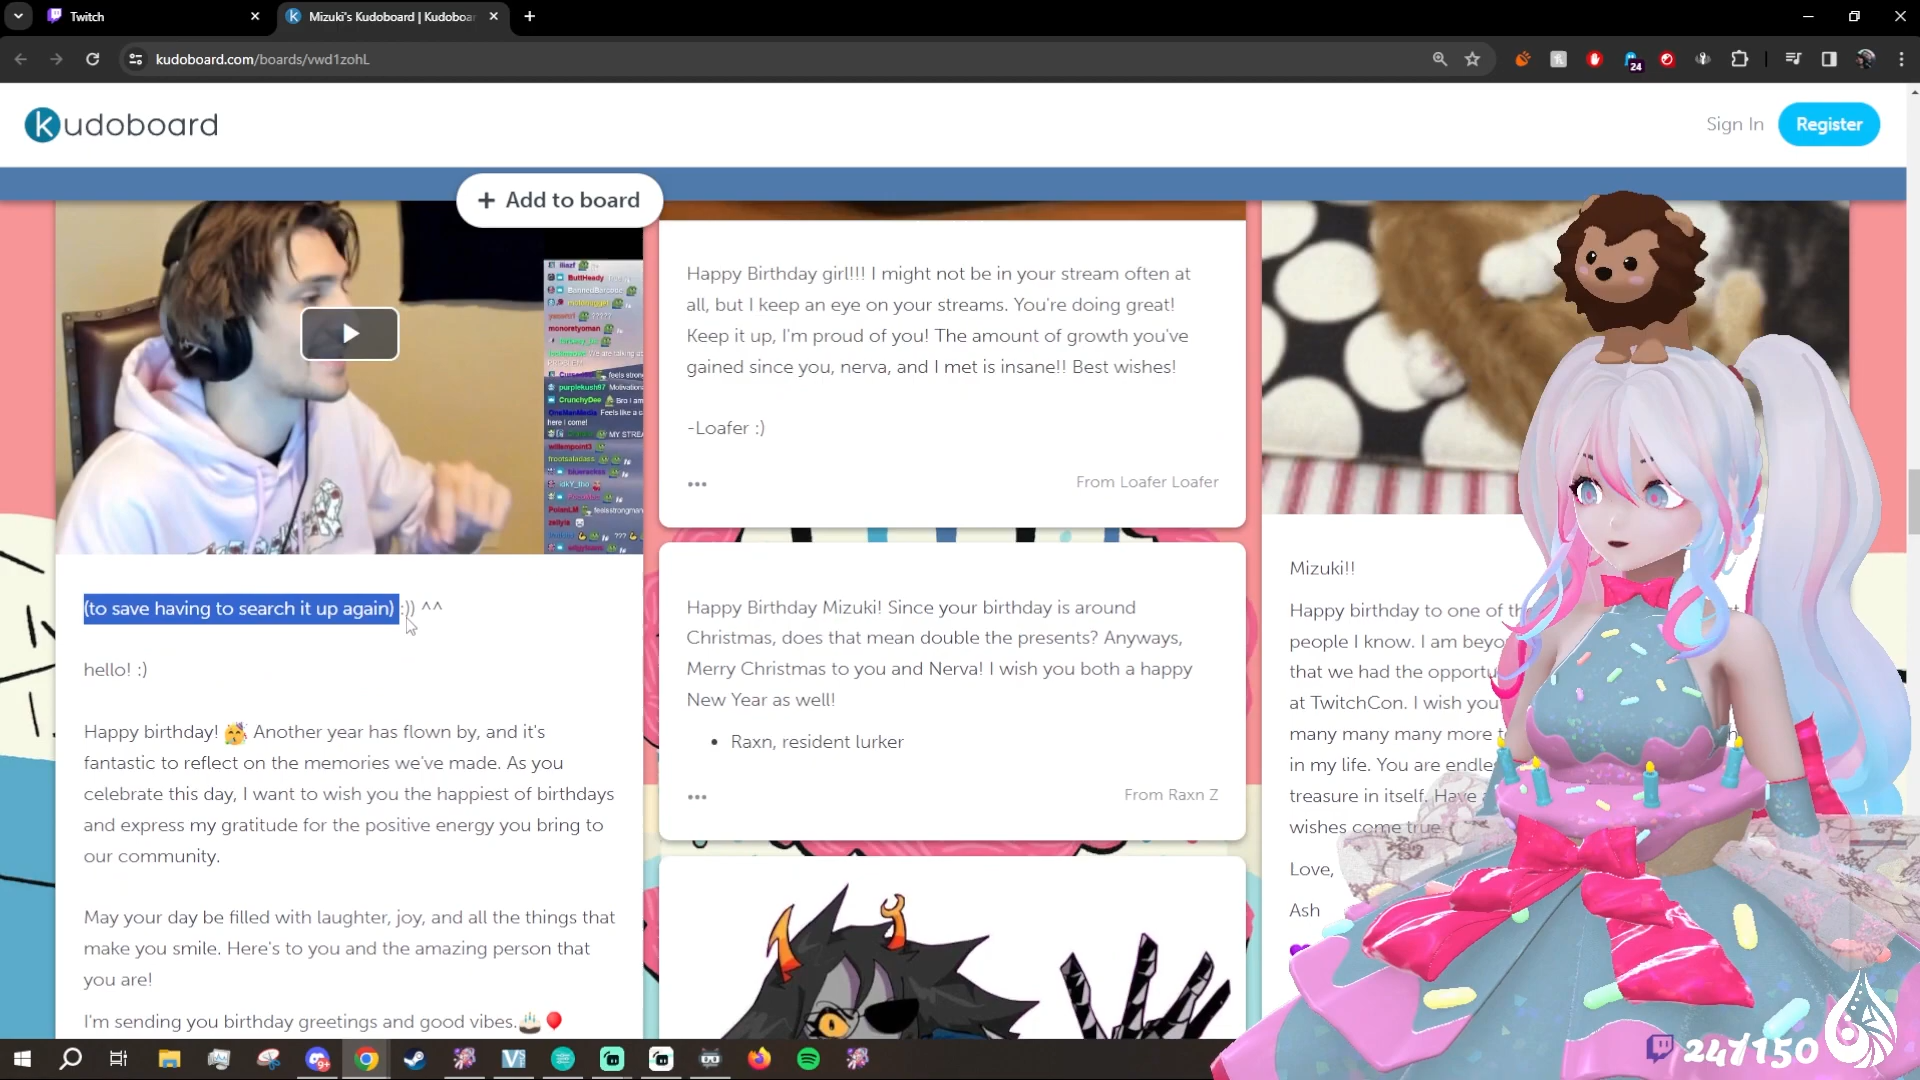 Twitch
Mizuki's Kudoboard | Kudoboar
kudoboard.com/boards/vwd1zohL
24
kudoboard
Sign In
Register
+ Add to board
(to save having to search it up again) :)) ^^
hello! :)
Happy birthday! 🥳 Another year has flown by, and it's
fantastic to reflect on the memories we've made. As you
celebrate this day, I want to wish you the happiest of birthdays
and express my gratitude for the positive energy you bring to
our community.
May your day be filled with laughter, joy, and all the things that
make you smile. Here's to you and the amazing person that
you are!
I'm sending you birthday greetings and good vibes.🎂🎈
Happy Birthday girl!!! I might not be in your stream often at
all, but I keep an eye on your streams. You're doing great!
Keep it up, I'm proud of you! The amount of growth you've
gained since you, nerva, and I met is insane!! Best wishes!
-Loafer :)
From Loafer Loafer
Happy Birthday Mizuki! Since your birthday is around
Christmas, does that mean double the presents? Anyways,
Merry Christmas to you and Nerva! I wish you both a happy
New Year as well!
• Raxn, resident lurker
From Raxn Z
Mizuki!!
Happy birthday to one of
people I know. I am
that we had the
at TwitchCon. I wish you
many many many more
in my life. You are
treasure in itself. Have
wishes come true.
Love,
Ash
247/150